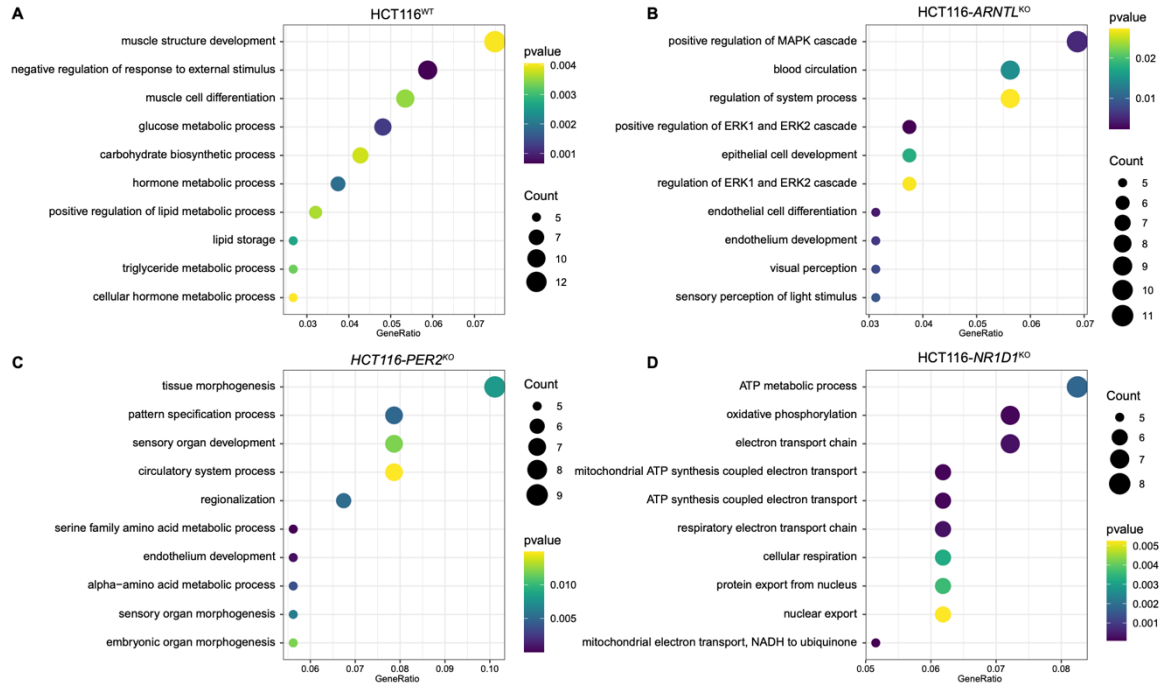 A
HCT116WT
muscle structure development
negative regulation of response to external stimulus
muscle cell differentiation
glucose metabolic process
carbohydrate biosynthetic process
hormone metabolic process
positive regulation of lipid metabolic process
lipid storage
triglyceride metabolic process
cellular hormone metabolic process
0.03 0.04 0.05 0.06 0.07
GeneRatio
pvalue
0.004
0.003
0.002
0.001
Count
5
7
10
12
B
HCT116-ARNTLKO
positive regulation of MAPK cascade
blood circulation
regulation of system process
positive regulation of ERK1 and ERK2 cascade
epithelial cell development
regulation of ERK1 and ERK2 cascade
endothelial cell differentiation
endothelium development
visual perception
sensory perception of light stimulus
0.03 0.04 0.05 0.06 0.07
GeneRatio
pvalue
0.02
0.01
Count
5
6
7
8
9
10
11
C
HCT116-PER2KO
tissue morphogenesis
pattern specification process
sensory organ development
circulatory system process
regionalization
serine family amino acid metabolic process
endothelium development
alpha−amino acid metabolic process
sensory organ morphogenesis
embryonic organ morphogenesis
0.06 0.07 0.08 0.09 0.10
GeneRatio
Count
5
6
7
8
9
pvalue
0.010
0.005
D
HCT116-NR1D1KO
ATP metabolic process
oxidative phosphorylation
electron transport chain
mitochondrial ATP synthesis coupled electron transport
ATP synthesis coupled electron transport
respiratory electron transport chain
cellular respiration
protein export from nucleus
nuclear export
mitochondrial electron transport, NADH to ubiquinone
0.05 0.06 0.07 0.08
GeneRatio
Count
5
6
7
8
pvalue
0.005
0.004
0.003
0.002
0.001